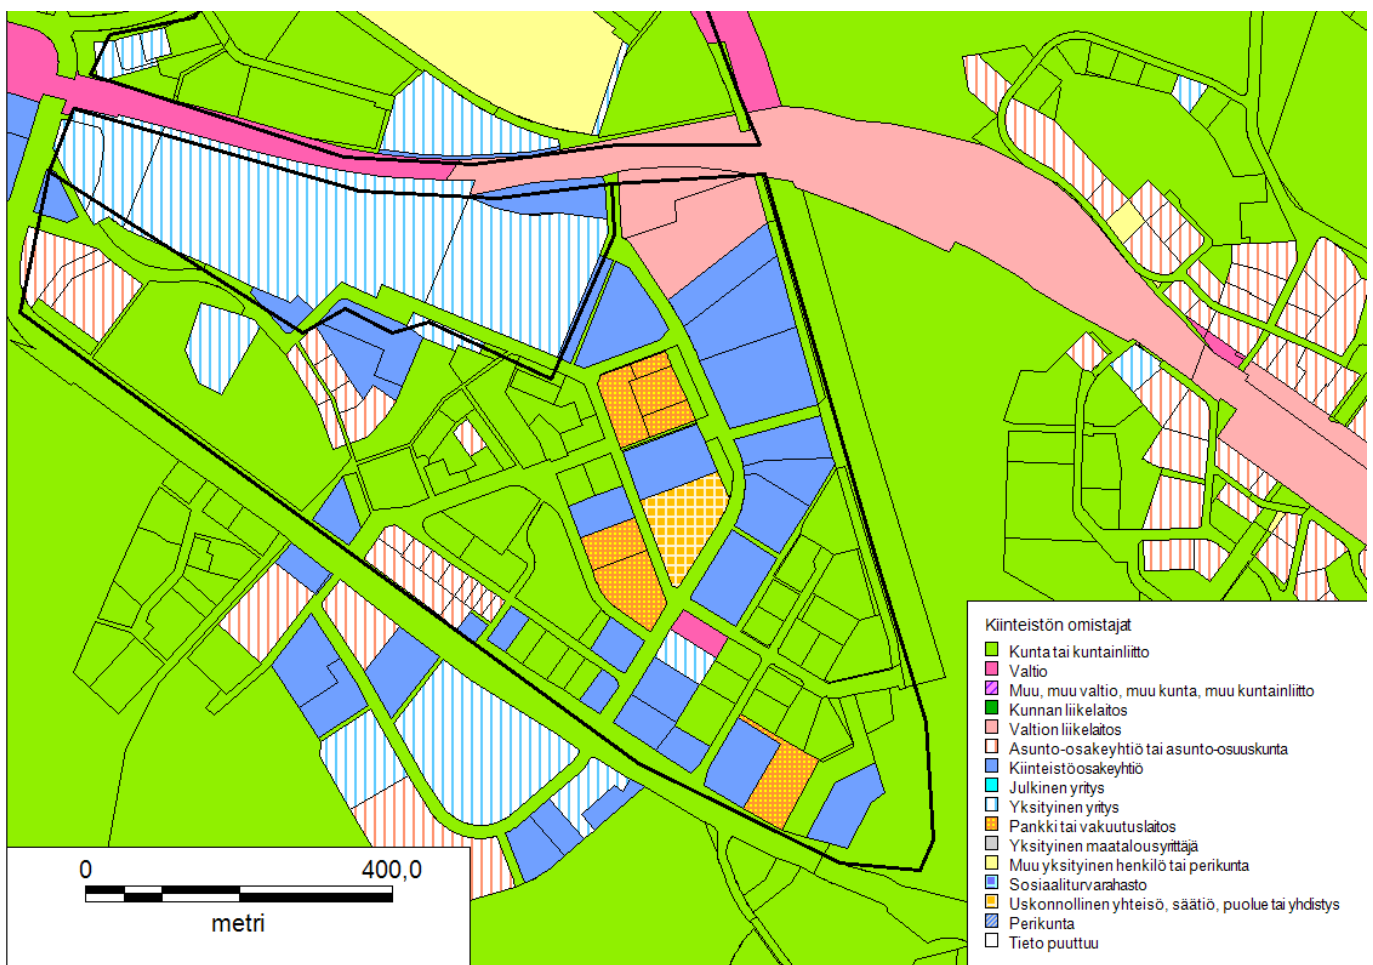 Kiinteistön omistajat
Kunta tai kuntainliitto
Valtio
Muu, muu valtio, muu kunta, muu kuntainliitto
Kunnan liikelaitos
Valtion liikelaitos
Asunto-osakeyhtiö tai asunto-osuuskunta
Kiinteistöosakeyhtiö
Julkinen yritys
Yksityinen yritys
Pankki tai vakuutuslaitos
Yksityinen maatalousyrittäjä
Muu yksityinen henkilö tai perikunta
Sosiaaliturvarahasto
Uskonnollinen yhteisö, säätiö, puolue tai yhdistys
Perikunta
Tieto puuttuu
0 400,0
metri